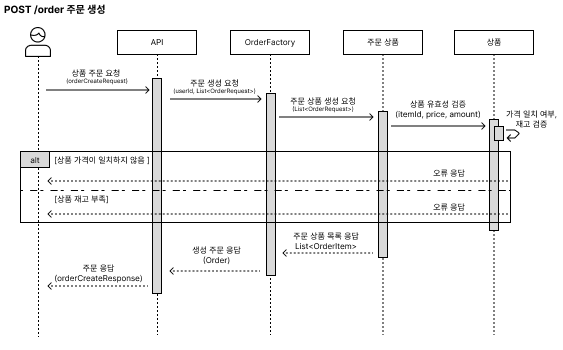 POST /order 주문 생성
API
OrderFactory
주문 상품
상품
상품 주문 요청
(orderCreateRequest)
주문 생성 요청
(userId, List<OrderRequest>)
주문 상품 생성 요청
(List<OrderRequest>)
상품 유효성 검증
(itemId, price, amount)
가격 일치 여부,
재고 검증
alt
[상품 가격이 일치하지 않음 ]
오류 응답
[상품 재고 부족]
오류 응답
주문 상품 목록 응답
List<OrderItem>
생성 주문 응답
(Order)
주문 응답
(orderCreateResponse)